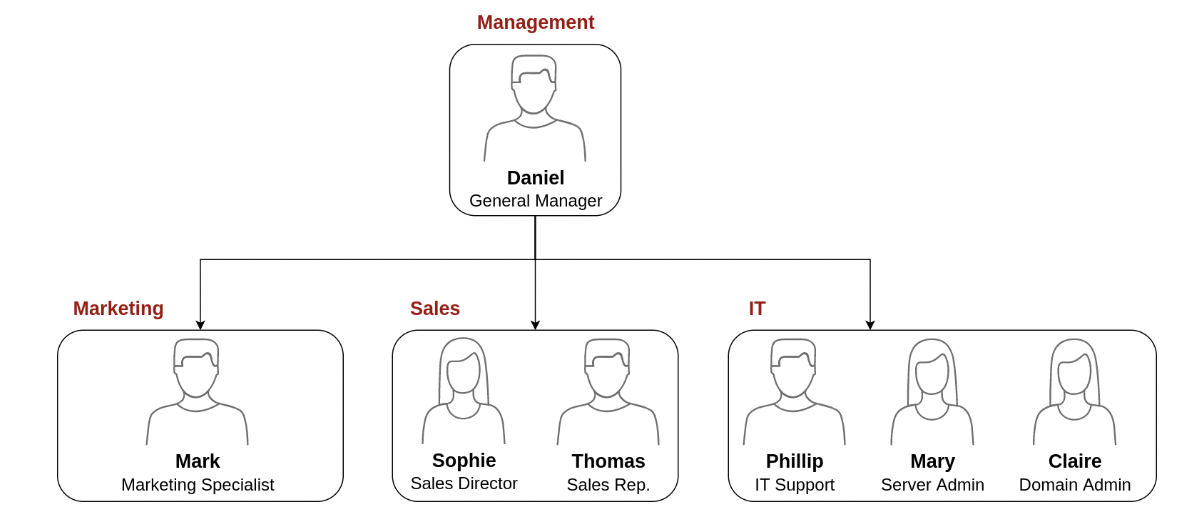 Management
Daniel
General Manager
Marketing
Mark
Marketing Specialist
Sales
Sophie
Sales Director
Thomas
Sales Rep.
IT
Phillip
IT Support
Mary
Server Admin
Claire
Domain Admin